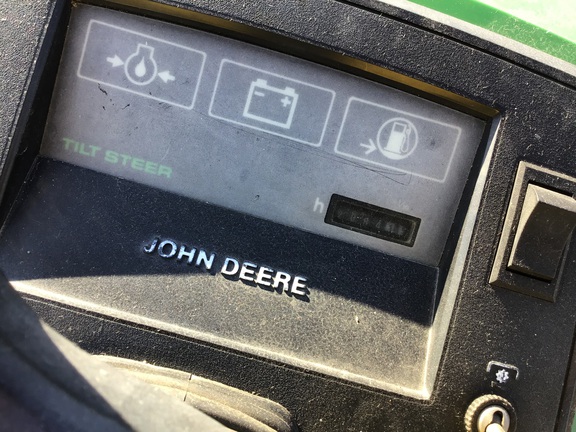 TILT STEER
h
JOHN DEERE